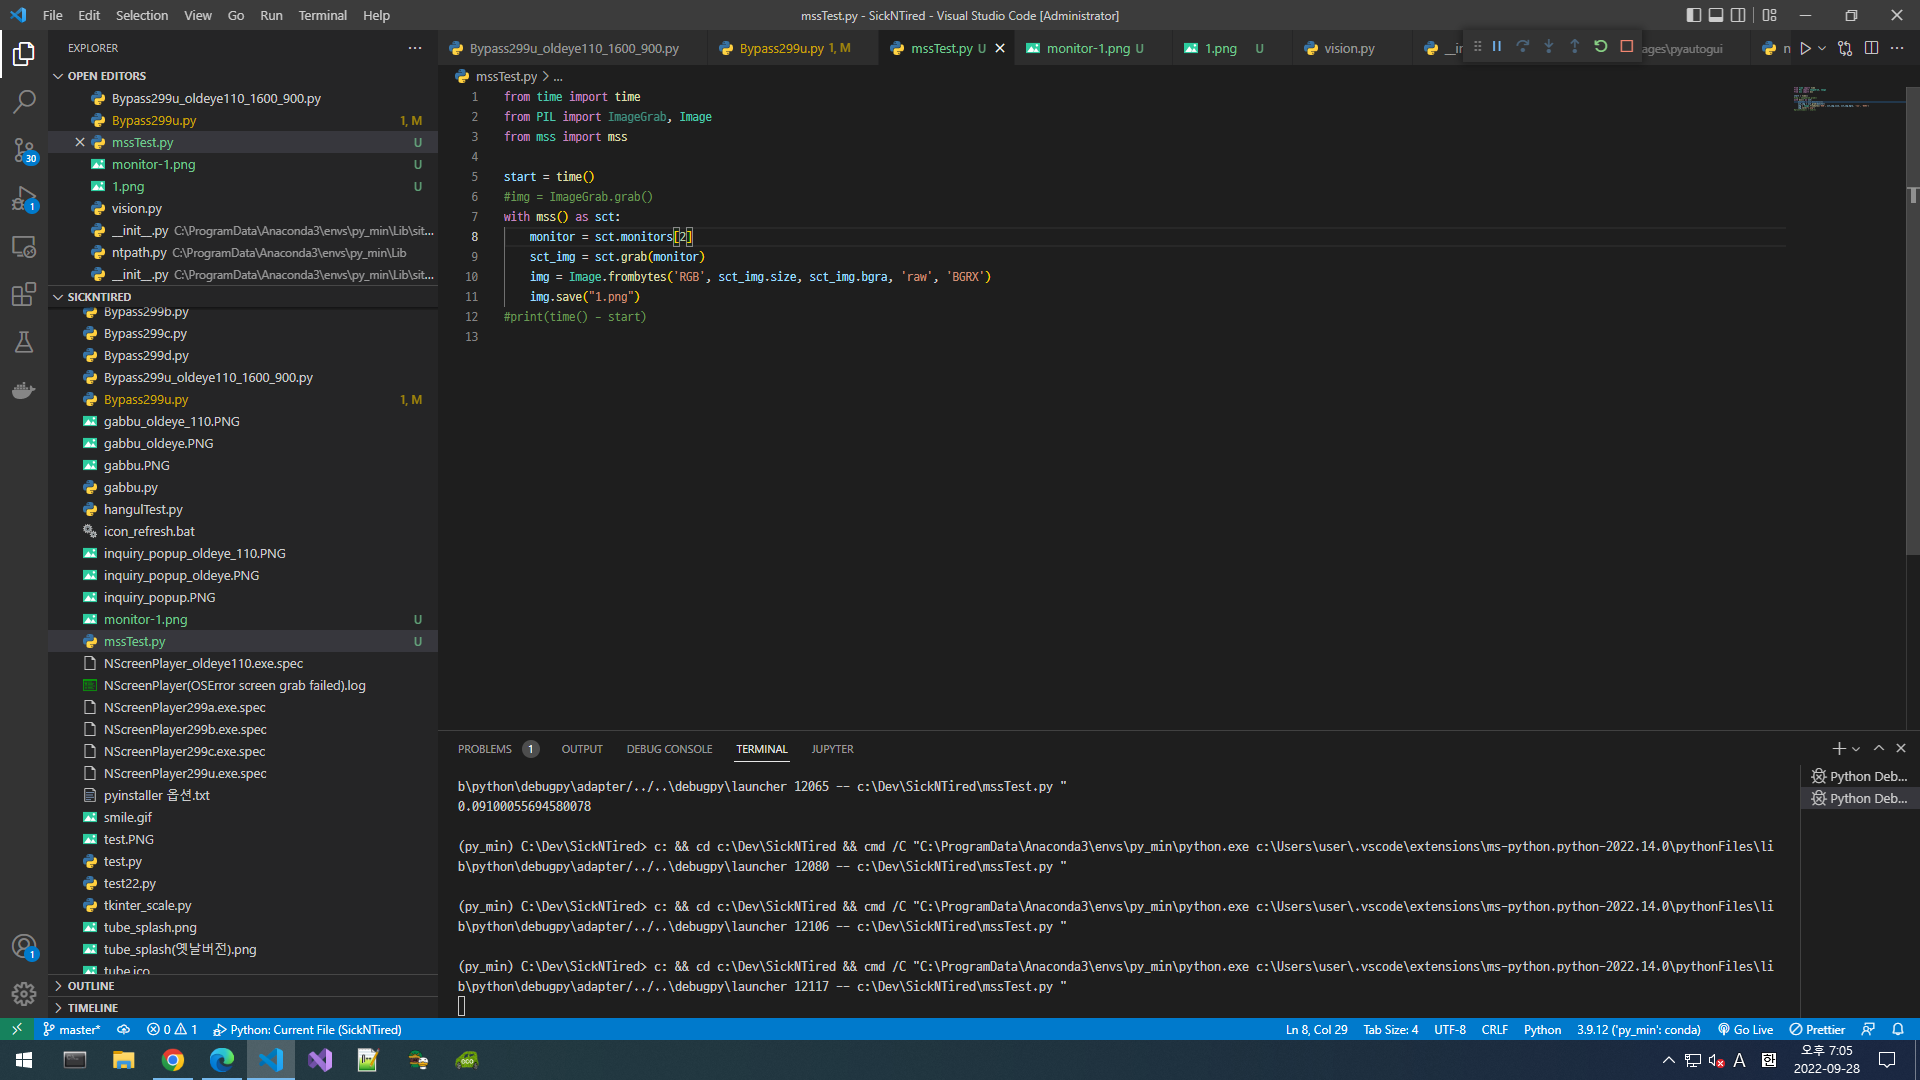 File Edit Selection View Go Run Terminal Help
mssTest.py - SickNTired - Visual Studio Code [Administrator]
EXPLORER
OPEN EDITORS
Bypass299u_oldeye110_1600_900.py
Bypass299u.py 1, M
mssTest.py U
monitor-1.png U
1.png U
vision.py
__init__.py C:\ProgramData\Anaconda3\envs\py_min\Lib\sit...
ntpath.py C:\ProgramData\Anaconda3\envs\py_min\Lib
__init__.py C:\ProgramData\Anaconda3\envs\py_min\Lib\sit...
SICKNTIRED
Bypass299b.py
Bypass299c.py
Bypass299d.py
Bypass299u_oldeye110_1600_900.py
Bypass299u.py 1, M
gabbu_oldeye_110.PNG
gabbu_oldeye.PNG
gabbu.PNG
gabbu.py
hangulTest.py
icon_refresh.bat
inquiry_popup_oldeye_110.PNG
inquiry_popup_oldeye.PNG
inquiry_popup.PNG
monitor-1.png U
mssTest.py U
NScreenPlayer_oldeye110.exe.spec
NScreenPlayer(OSError screen grab failed).log
NScreenPlayer299a.exe.spec
NScreenPlayer299b.exe.spec
NScreenPlayer299c.exe.spec
NScreenPlayer299u.exe.spec
pyinstaller 옵션.txt
smile.gif
test.PNG
test.py
test22.py
tkinter_scale.py
tube_splash.png
tube_splash(옛날버전).png
tube.ico
OUTLINE
TIMELINE
30
1
1
Bypass299u_oldeye110_1600_900.py Bypass299u.py 1, M mssTest.py U monitor-1.png U 1.png U vision.py __in ages\pyautogui n
mssTest.py > ...
1 from time import time
2 from PIL import ImageGrab, Image
3 from mss import mss
4
5 start = time()
6 #img = ImageGrab.grab()
7 with mss() as sct:
8 monitor = sct.monitors[2]
9 sct_img = sct.grab(monitor)
10 img = Image.frombytes('RGB', sct_img.size, sct_img.bgra, 'raw', 'BGRX')
11 img.save("1.png")
12 #print(time() - start)
13
PROBLEMS 1 OUTPUT DEBUG CONSOLE TERMINAL JUPYTER
Python Deb...
Python Deb...
b\python\debugpy\adapter/../..\debugpy\launcher 12065 -- c:\Dev\SickNTired\mssTest.py "
0.09100055694580078
(py_min) C:\Dev\SickNTired> c: && cd c:\Dev\SickNTired && cmd /C "C:\ProgramData\Anaconda3\envs\py_min\python.exe c:\Users\user\.vscode\extensions\ms-python.python-2022.14.0\pythonFiles\li
b\python\debugpy\adapter/../..\debugpy\launcher 12080 -- c:\Dev\SickNTired\mssTest.py "
(py_min) C:\Dev\SickNTired> c: && cd c:\Dev\SickNTired && cmd /C "C:\ProgramData\Anaconda3\envs\py_min\python.exe c:\Users\user\.vscode\extensions\ms-python.python-2022.14.0\pythonFiles\li
b\python\debugpy\adapter/../..\debugpy\launcher 12106 -- c:\Dev\SickNTired\mssTest.py "
(py_min) C:\Dev\SickNTired> c: && cd c:\Dev\SickNTired && cmd /C "C:\ProgramData\Anaconda3\envs\py_min\python.exe c:\Users\user\.vscode\extensions\ms-python.python-2022.14.0\pythonFiles\li
b\python\debugpy\adapter/../..\debugpy\launcher 12117 -- c:\Dev\SickNTired\mssTest.py "
master* 0 1 Python: Current File (SickNTired) Ln 8, Col 29 Tab Size: 4 UTF-8 CRLF Python 3.9.12 ('py_min': conda) Go Live Prettier
A 한 오후 7:05
2022-09-28